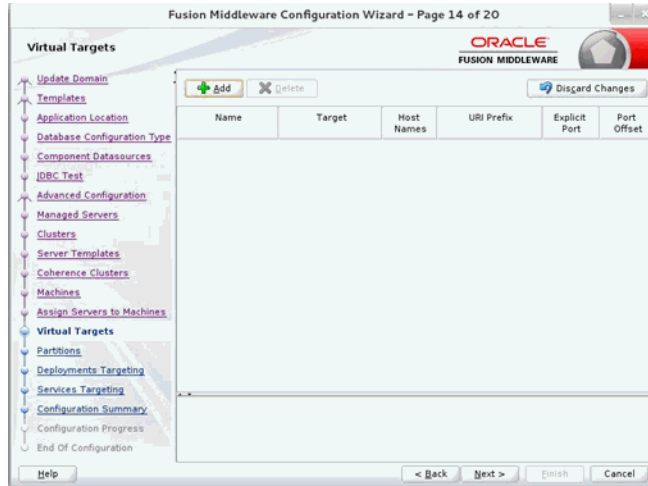 Fusion Middleware Configuration Wizard - Page 14 of 20
Virtual Targets
ORACLE
FUSION MIDDLEWARE
Update Domain
Templates
Application Location
Database Configuration Type
Component Datasources
JDBC Test
Advanced Configuration
Managed Servers
Clusters
Server Templates
Coherence Clusters
Machines
Assign Servers to Machines
Virtual Targets
Partitions
Deployments Targeting
Services Targeting
Configuration Summary
Configuration Progress
End Of Configuration
Add Delete Discard Changes
Name Target Host Names URI Prefix Explicit Port Port Offset
Help < Back Next > Finish Cancel